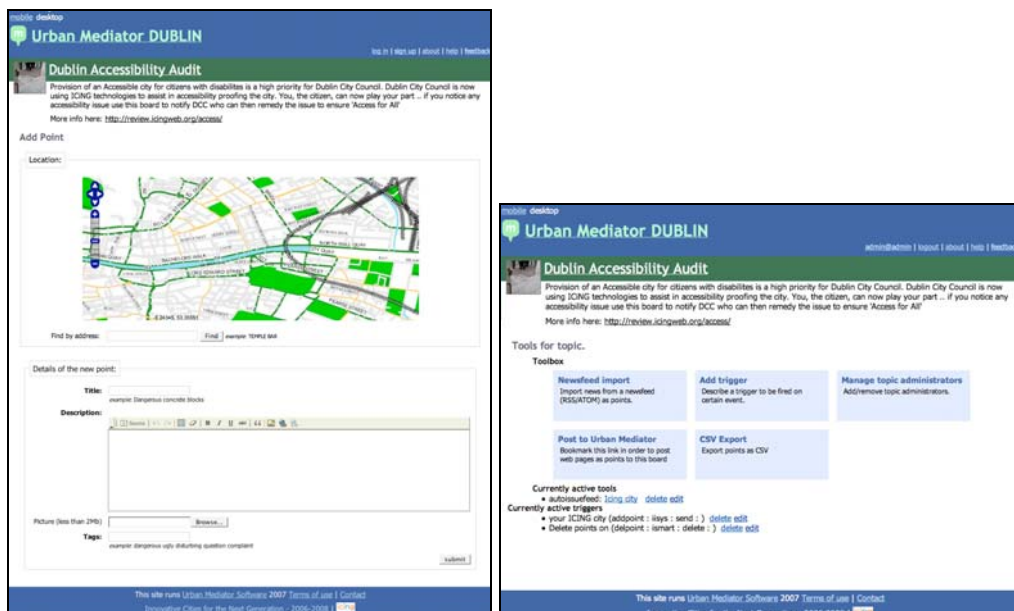 mobile desktop
Urban Mediator DUBLIN
log in | sign up | about | help | feedback
Dublin Accessibility Audit
Provision of an Accessible city for citizens with disabilites is a high priority for Dublin City Council. Dublin City Council is now
using ICiNG technologies to assist in accessibility proofing the city. You, the citizen, can now play your part .. if you notice any
accessibility issue use this board to notify DCC who can then remedy the issue to ensure 'Access for All'
More info here: http://review.icingweb.org/access/
Add Point
Location:
NORTH WALL QUAY
BACHELORS WALK
LORD EDWARD STREET
Find by address:
Find
example: TEMPLE BAR
Details of the new point:
Title:
example: Dangerous concrete blocks
Description:
Picture (less than 2Mb)
Browse...
Tags:
example: dangerous ugly disturbing question complaint
submit
This site runs Urban Mediator Software 2007 Terms of use | Contact
Innovative Cities for the Next Generation - 2006-2008 |
mobile desktop
Urban Mediator DUBLIN
admin@admin | logout | about | help | feedback
Dublin Accessibility Audit
Provision of an Accessible city for citizens with disabilites is a high priority for Dublin City Council. Dublin City Council is now
using ICiNG technologies to assist in accessibility proofing the city. You, the citizen, can now play your part .. if you notice any
accessibility issue use this board to notify DCC who can then remedy the issue to ensure 'Access for All'
More info here: http://review.icingweb.org/access/
Tools for topic.
Toolbox
Newsfeed import
Import news from a newsfeed
(RSS/ATOM) as points.
Add trigger
Describe a trigger to be fired on
certain event.
Manage topic administrators
Add/remove topic administrators.
Post to Urban Mediator
Bookmark this link in order to post
web pages as points to this board
CSV Export
Export points as CSV
Currently active tools
• autoissuefeed: Icing city delete edit
Currently active triggers
• your ICING city (addpoint : iisys : send : ) delete edit
• Delete points on (delpoint : ismart : delete : ) delete edit
This site runs Urban Mediator Software 2007 Terms of use | Contact